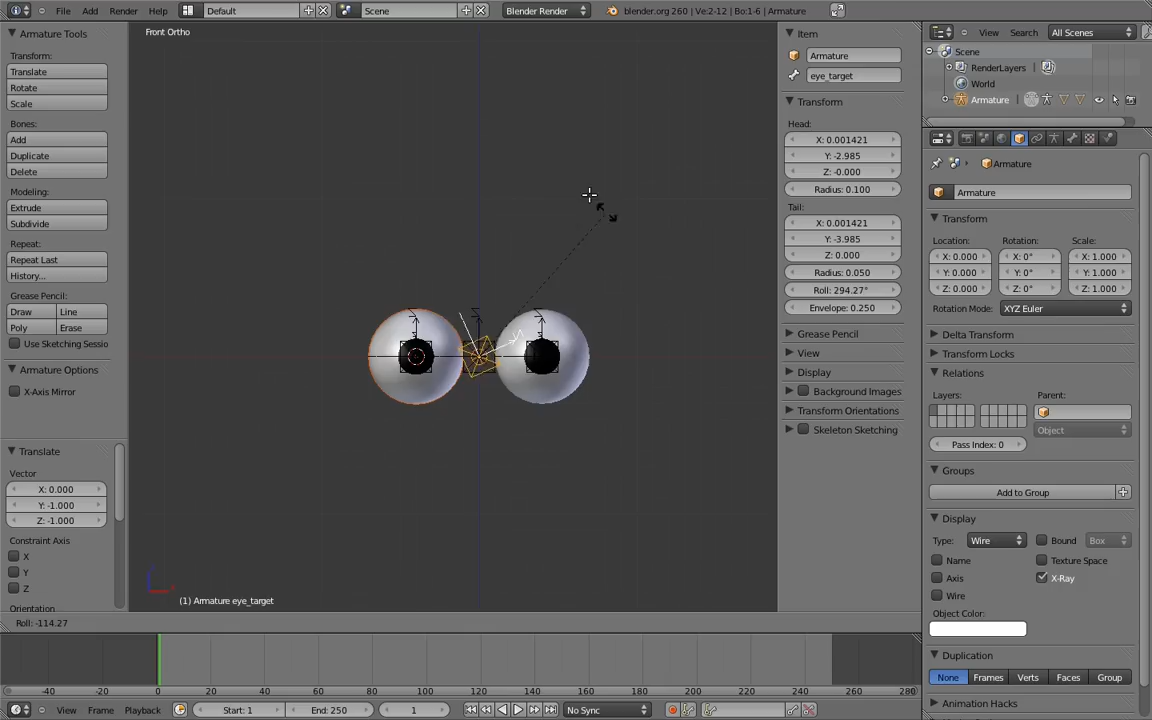 File Add Render Help Default Scene Blender Render blender.org 260 | Ve:2-12 | Bo:1-6 | Armature
Armature Tools
Transform:
Translate
Rotate
Scale
Bones:
Add
Duplicate
Delete
Modeling:
Extrude
Subdivide
Repeat:
Repeat Last
History...
Grease Pencil:
Draw Line
Poly Erase
Use Sketching Sessio
Armature Options
X-Axis Mirror
Translate
Vector
X: 0.000
Y: -1.000
Z: -1.000
Constraint Axis
X
Y
Z
Orientation
Front Ortho
(1) Armature eye_target
Item
Armature
eye_target
Transform
Head:
X: 0.001421
Y: -2.985
Z: -0.000
Radius: 0.100
Tail:
X: 0.001421
Y: -3.985
Z: 0.000
Radius: 0.050
Roll: 294.27°
Envelope: 0.250
Grease Pencil
View
Display
Background Images
Transform Orientations
Skeleton Sketching
View Search All Scenes
Scene
RenderLayers
World
Armature
Armature
Armature
Transform
Location: Rotation: Scale:
X: 0.000 X: 0° X: 1.000
Y: 0.000 Y: 0° Y: 1.000
Z: 0.000 Z: 0° Z: 1.000
Rotation Mode: XYZ Euler
Delta Transform
Transform Locks
Relations
Layers: Parent:
Object
Pass Index: 0
Groups
Add to Group
Display
Type: Wire Bound Box
Name Texture Space
Axis X-Ray
Wire
Object Color:
Duplication
None Frames Verts Faces Group
Animation Hacks
Roll: -114.27
-40 -20 0 20 40 60 80 100 120 140 160 180 200 220 240 260 280
View Frame Playback Start: 1 End: 250 1 No Sync